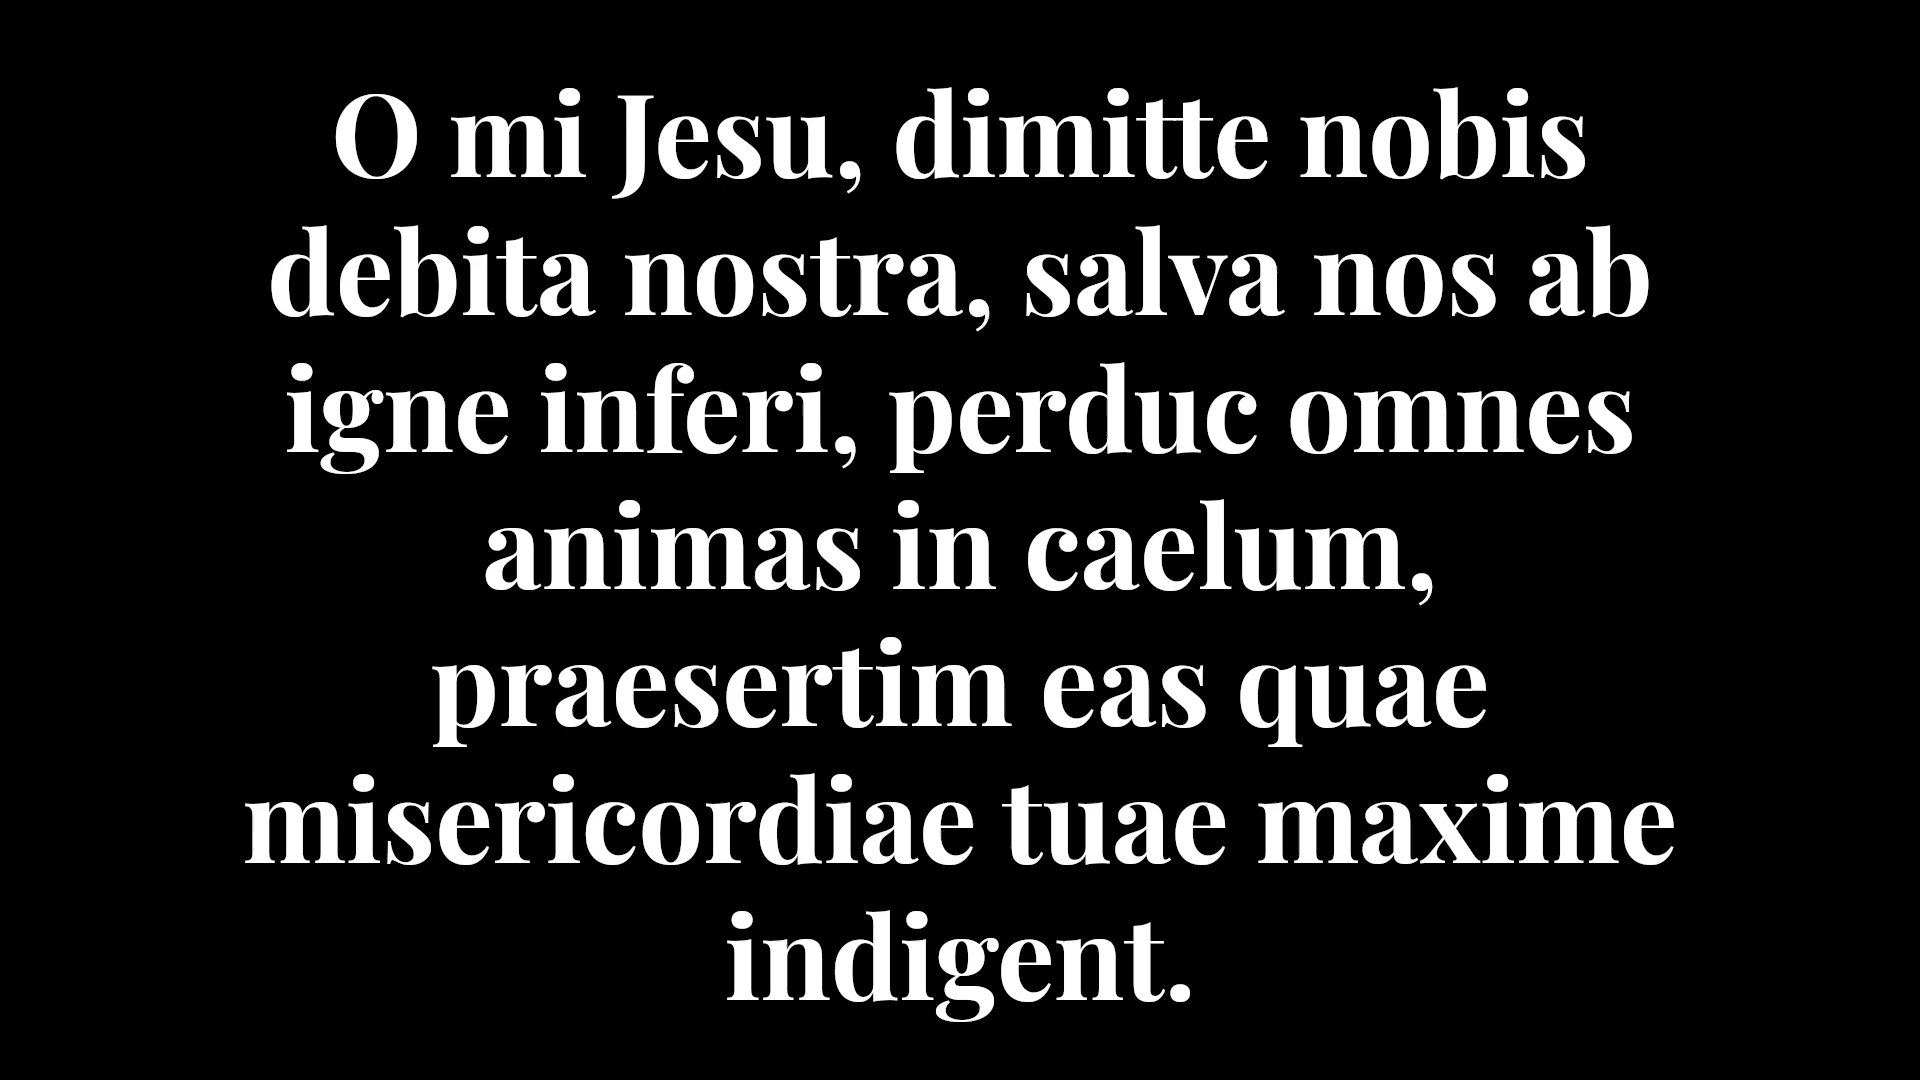 O mi Jesu, dimitte nobis
debita nostra, salva nos ab
igne inferi, perduc omnes
animas in caelum,
praesertim eas quae
misericordiae tuae maxime
indigent.